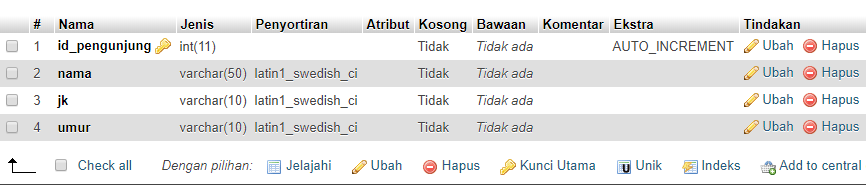 # Nama Jenis Penyortiran Atribut Kosong Bawaan Komentar Ekstra Tindakan
1 id_pengunjung int(11) Tidak Tidak ada AUTO_INCREMENT Ubah Hapus
2 nama varchar(50) latin1_swedish_ci Tidak Tidak ada Ubah Hapus
3 jk varchar(10) latin1_swedish_ci Tidak Tidak ada Ubah Hapus
4 umur varchar(10) latin1_swedish_ci Tidak Tidak ada Ubah Hapus
Check all Dengan pilihan: Jelajahi Ubah Hapus Kunci Utama U Unik Indeks Add to central